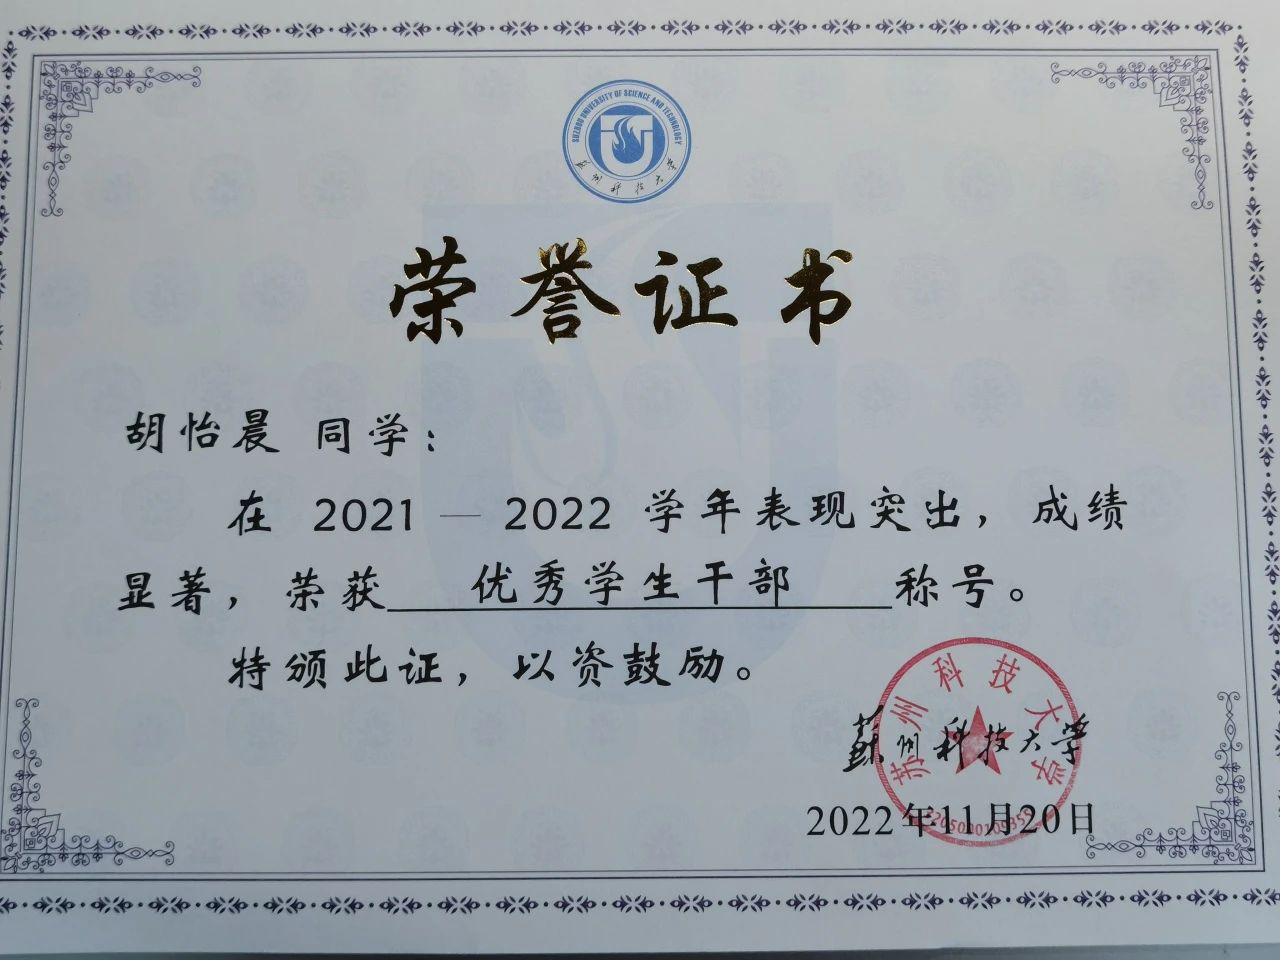 SUZHOU UNIVERSITY OF SCIENCE AND TECHNOLOGY
苏州科技大学
荣誉证书
胡怡晨 同学：
在 2021 — 2022 学年表现突出，成绩
显著，荣获 优秀学生干部 称号。
特颁此证，以资鼓励。
苏州科技大学
蘇州科技大学
2022年11月20日